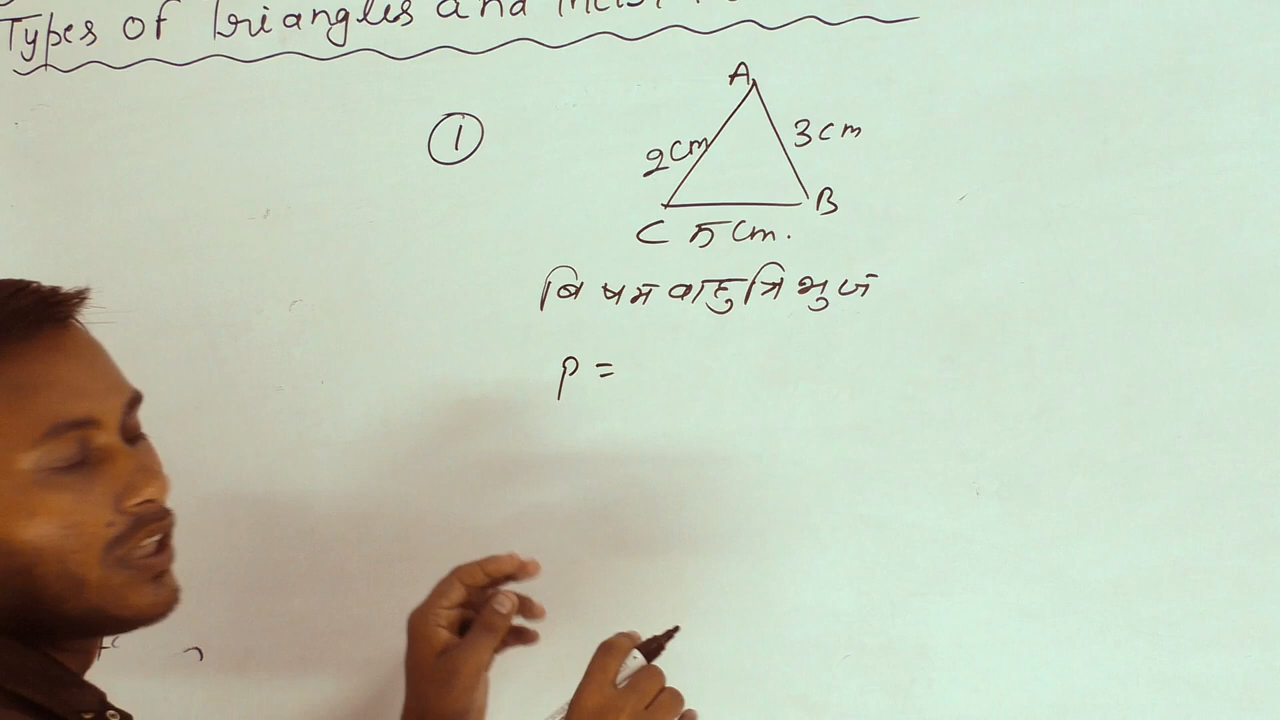 Types of triangles and
①
A
2cm
3cm
B
C 5cm.
विषमबाहु त्रिभुज
P =